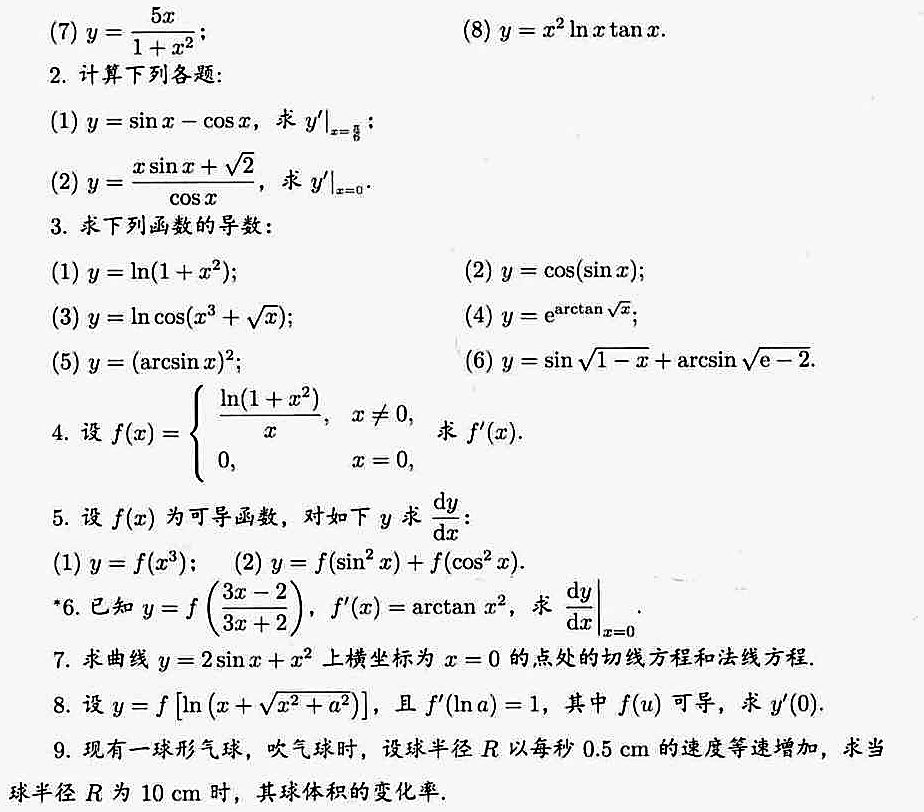 (7) y = 5x/(1 + x²); (8) y = x² ln x tan x.
2. 计算下列各题:
(1) y = sin x − cos x, 求 y′|ₓ₌π/6;
(2) y = (x sin x + √2)/cos x, 求 y′|ₓ₌₀.
3. 求下列函数的导数:
(1) y = ln(1 + x²); (2) y = cos(sin x);
(3) y = ln cos(x³ + √x); (4) y = e^(arctan √x);
(5) y = (arcsin x)²; (6) y = sin √(1 − x) + arcsin √(e − 2).
4. 设 f(x) = { ln(1 + x²)/x, x ≠ 0, 0, x = 0, 求 f′(x).
5. 设 f(x) 为可导函数, 对如下 y 求 dy/dx:
(1) y = f(x³); (2) y = f(sin² x) + f(cos² x).
*6. 已知 y = f((3x − 2)/(3x + 2)), f′(x) = arctan x², 求 dy/dx|ₓ₌₀.
7. 求曲线 y = 2 sin x + x² 上横坐标为 x = 0 的点处的切线方程和法线方程.
8. 设 y = f [ln (x + √(x² + a²))], 且 f′(ln a) = 1, 其中 f(u) 可导, 求 y′(0).
9. 现有一球形气球, 吹气球时, 设球半径 R 以每秒 0.5 cm 的速度等速增加, 求当
球半径 R 为 10 cm 时, 其球体积的变化率.